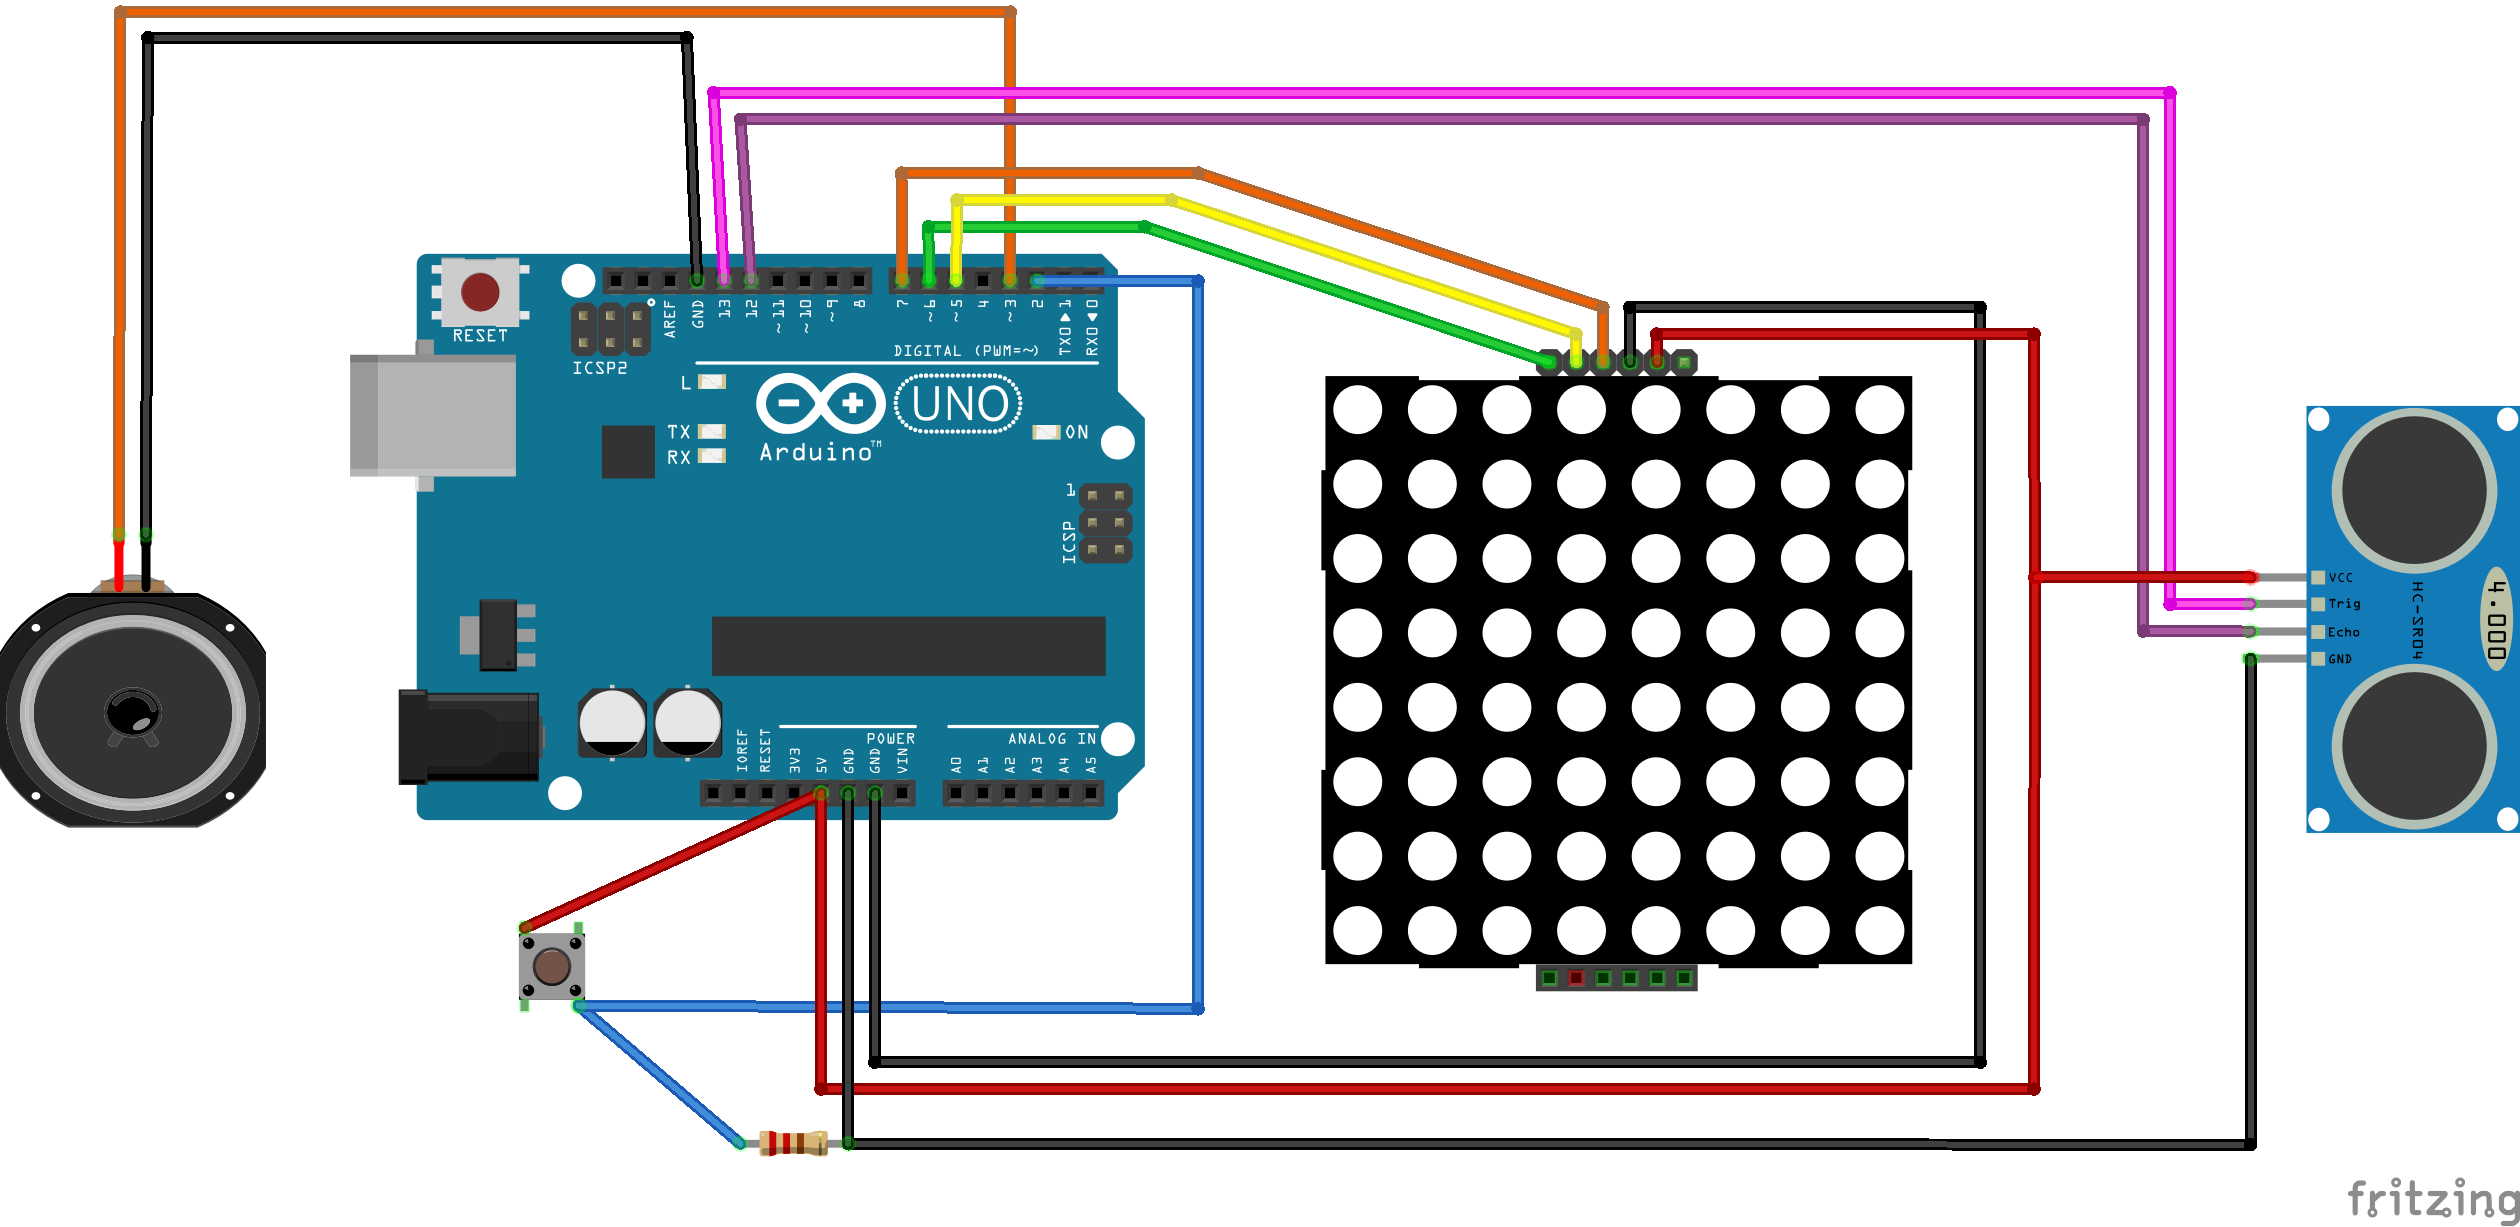 RESET
ICSP2
AREF
GND
13
12
~11
~10
~9
8
7
~6
~5
4
~3
2
TX0▶1
RX0◀0
DIGITAL (PWM=~)
L
TX
RX
UNO
Arduino™
ON
1
ICSP
VCC
Trig
Echo
GND
HC-SR04
4.000
POWER
ANALOG IN
IOREF
RESET
3V3
5V
GND
GND
VIN
A0
A1
A2
A3
A4
A5
fritzing